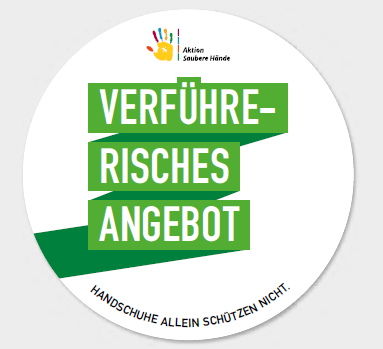 Aktion
Saubere Hände
VERFÜHRE-
RISCHES
ANGEBOT
HANDSCHUHE ALLEIN SCHÜTZEN NICHT.